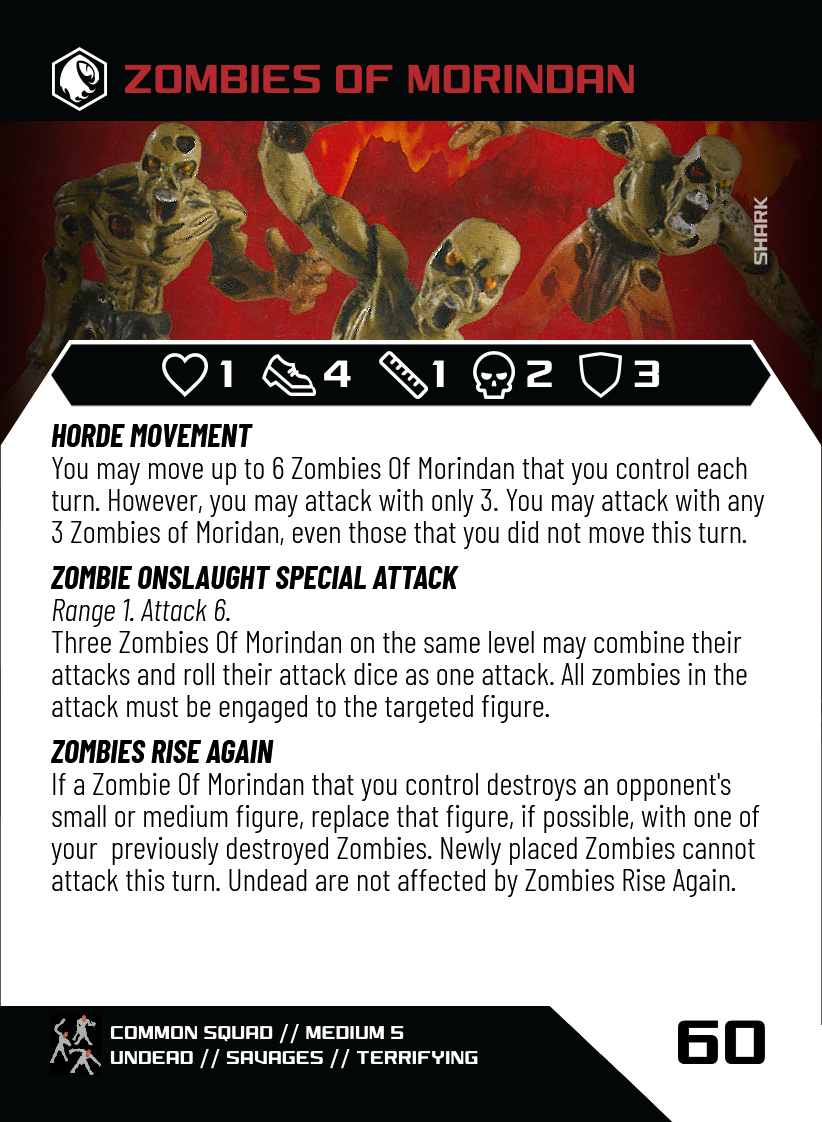 ZOMBIES OF MORINDAN
SHARK
1 4 1 2 3
HORDE MOVEMENT
You may move up to 6 Zombies Of Morindan that you control each
turn. However, you may attack with only 3. You may attack with any
3 Zombies of Moridan, even those that you did not move this turn.
ZOMBIE ONSLAUGHT SPECIAL ATTACK
Range 1. Attack 6.
Three Zombies Of Morindan on the same level may combine their
attacks and roll their attack dice as one attack. All zombies in the
attack must be engaged to the targeted figure.
ZOMBIES RISE AGAIN
If a Zombie Of Morindan that you control destroys an opponent's
small or medium figure, replace that figure, if possible, with one of
your  previously destroyed Zombies. Newly placed Zombies cannot
attack this turn. Undead are not affected by Zombies Rise Again.
COMMON SQUAD // MEDIUM 5
UNDEAD // SAVAGES // TERRIFYING
60